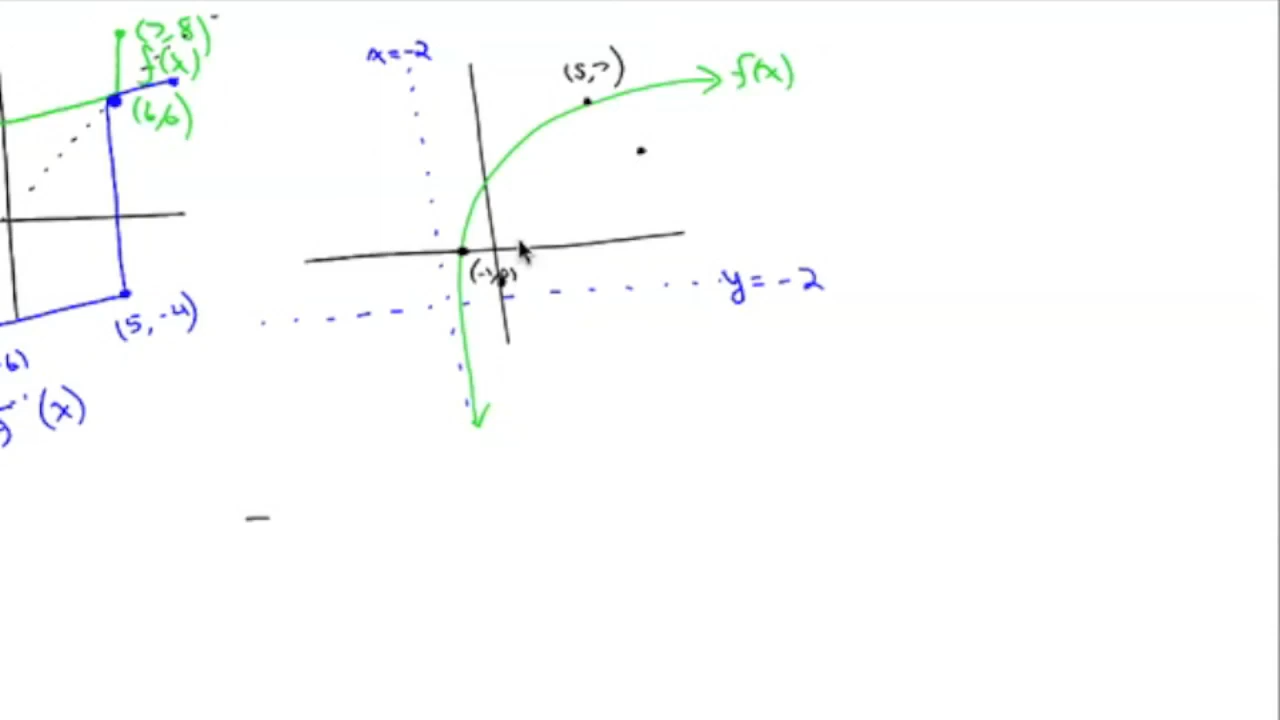 (7, 8)
f(x)
(6,6)
(5, -4)
(x)
x=-2
(5,7)
f(x)
y = -2